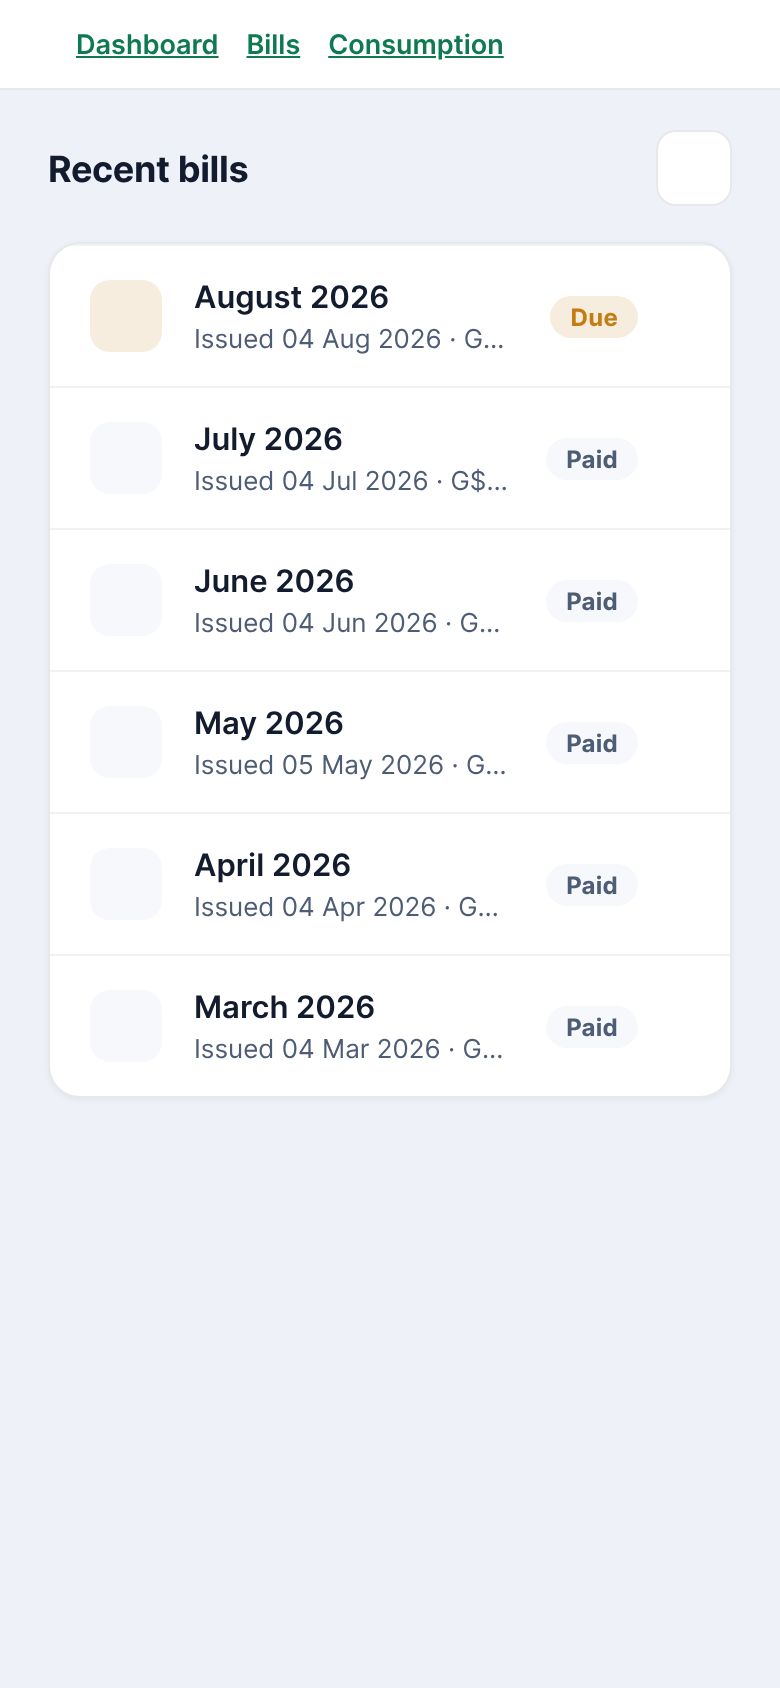 Dashboard Bills Consumption
Recent bills
August 2026
Issued 04 Aug 2026 · G...
Due
July 2026
Issued 04 Jul 2026 · G$...
Paid
June 2026
Issued 04 Jun 2026 · G...
Paid
May 2026
Issued 05 May 2026 · G...
Paid
April 2026
Issued 04 Apr 2026 · G...
Paid
March 2026
Issued 04 Mar 2026 · G...
Paid